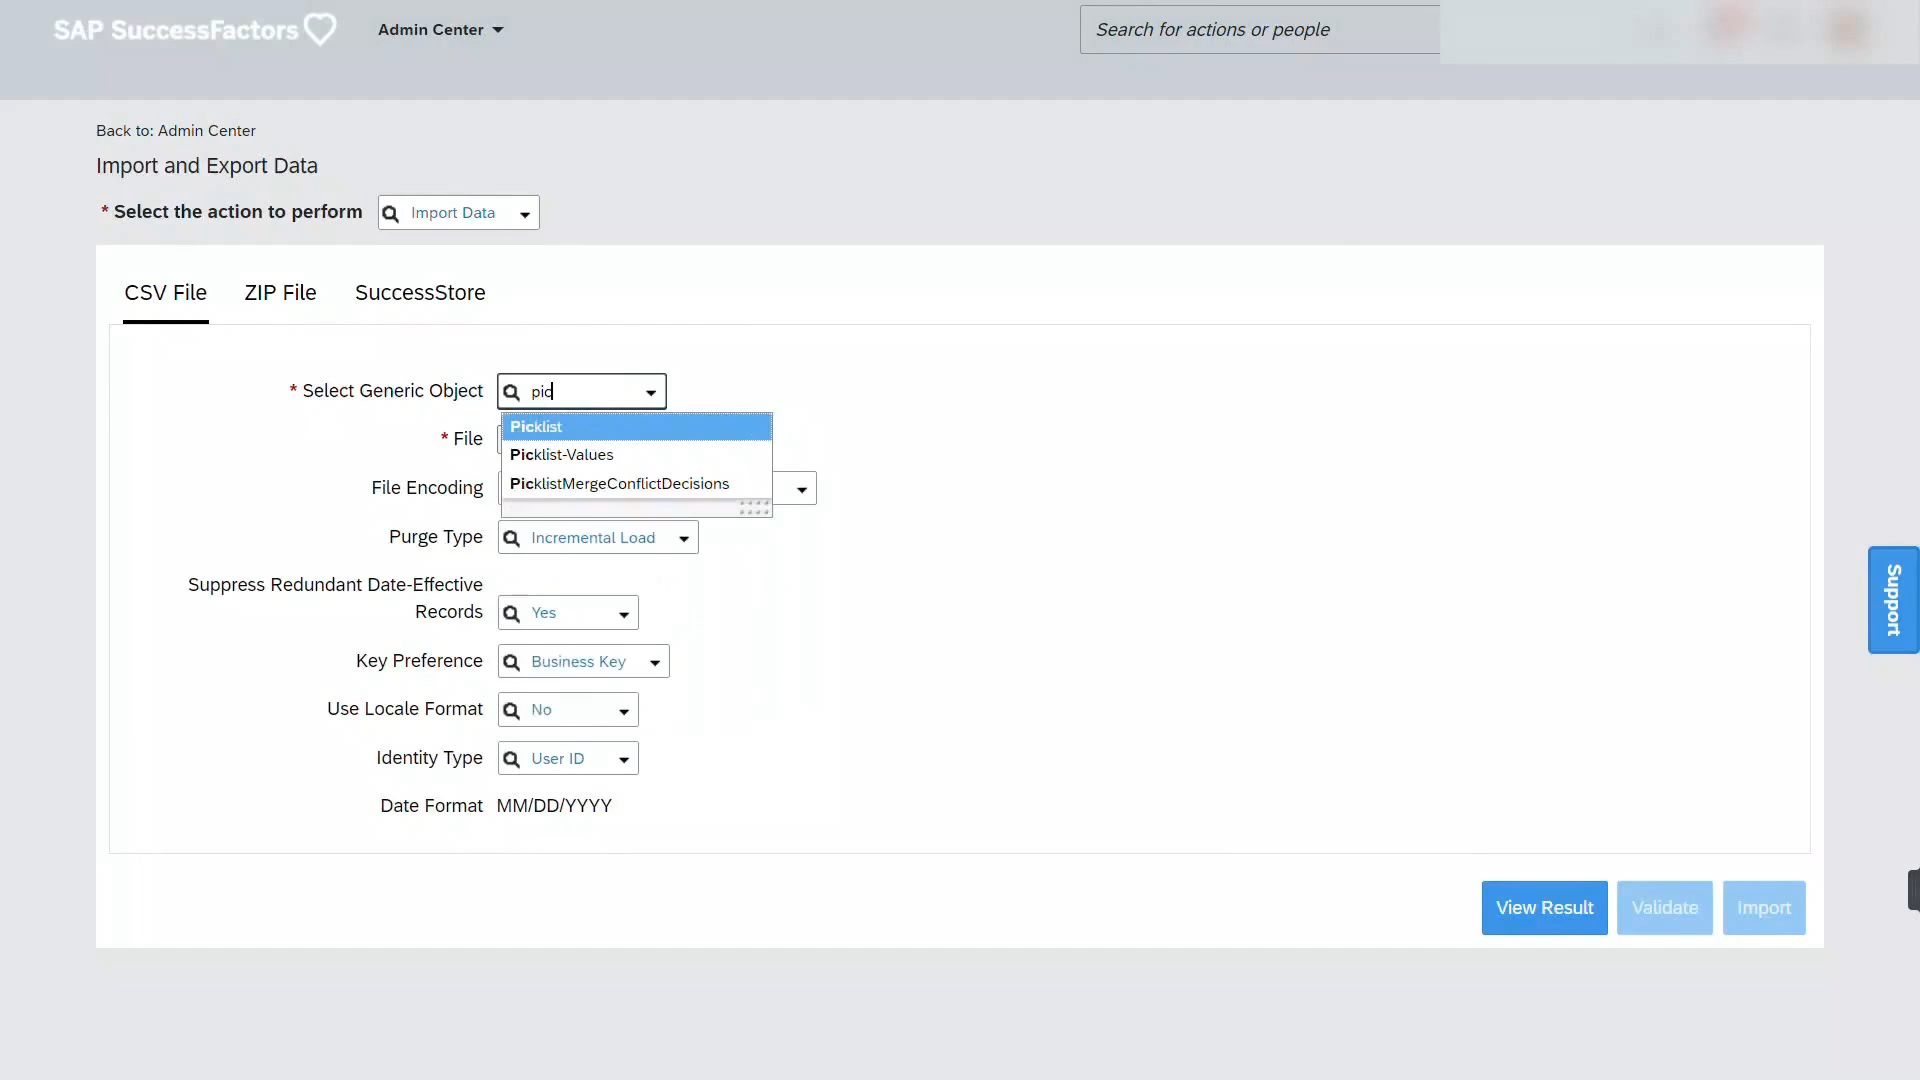 SAP SuccessFactors
Admin Center
Search for actions or people
Back to: Admin Center
Import and Export Data
* Select the action to perform Import Data
CSV File ZIP File SuccessStore
* Select Generic Object pic
Picklist
* File
Picklist-Values
PicklistMergeConflictDecisions
File Encoding
Purge Type Incremental Load
Suppress Redundant Date-Effective
Records Yes
Key Preference Business Key
Use Locale Format No
Identity Type User ID
Date Format MM/DD/YYYY
Support
View Result Validate Import